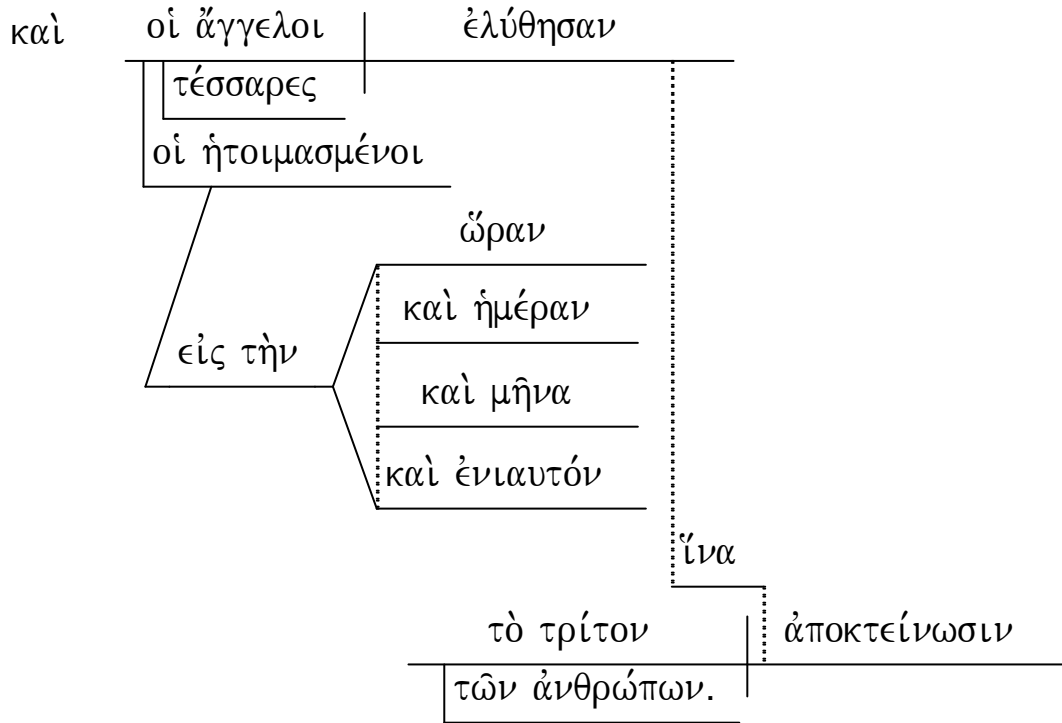 καὶ οἱ ἄγγελοι ἐλύθησαν
τέσσαρες
οἱ ἡτοιμασμένοι
ὥραν
καὶ ἡμέραν
εἰς τὴν
καὶ μῆνα
καὶ ἐνιαυτόν
ἵνα
τὸ τρίτον ἀποκτείνωσιν
τῶν ἀνθρώπων.